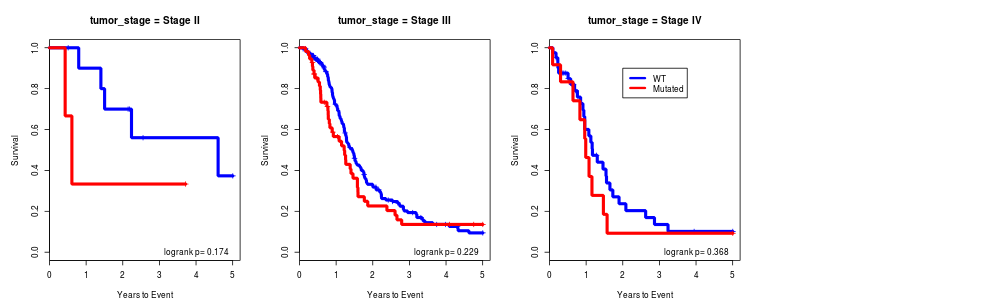 tumor_stage = Stage II
tumor_stage = Stage III
tumor_stage = Stage IV
Survival
0.0 0.2 0.4 0.6 0.8 1.0
logrank p= 0.174
0 1 2 3 4 5
Years to Event
Survival
0.0 0.2 0.4 0.6 0.8 1.0
logrank p= 0.229
0 1 2 3 4 5
Years to Event
Survival
0.0 0.2 0.4 0.6 0.8 1.0
WT
Mutated
logrank p= 0.368
0 1 2 3 4 5
Years to Event